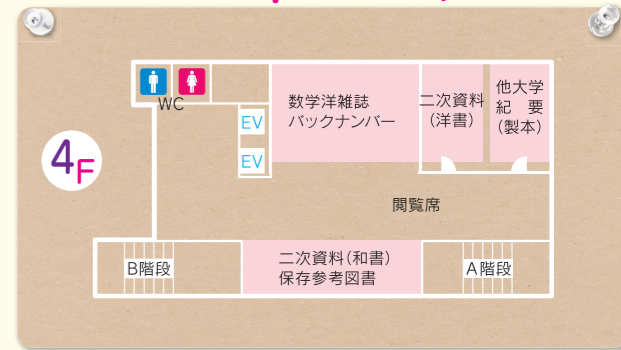 4F
WC
EV
EV
数学洋雑誌
バックナンバー
二次資料
(洋書)
他大学
紀 要
(製本)
閲覧席
B階段
二次資料(和書)
保存参考図書
A階段